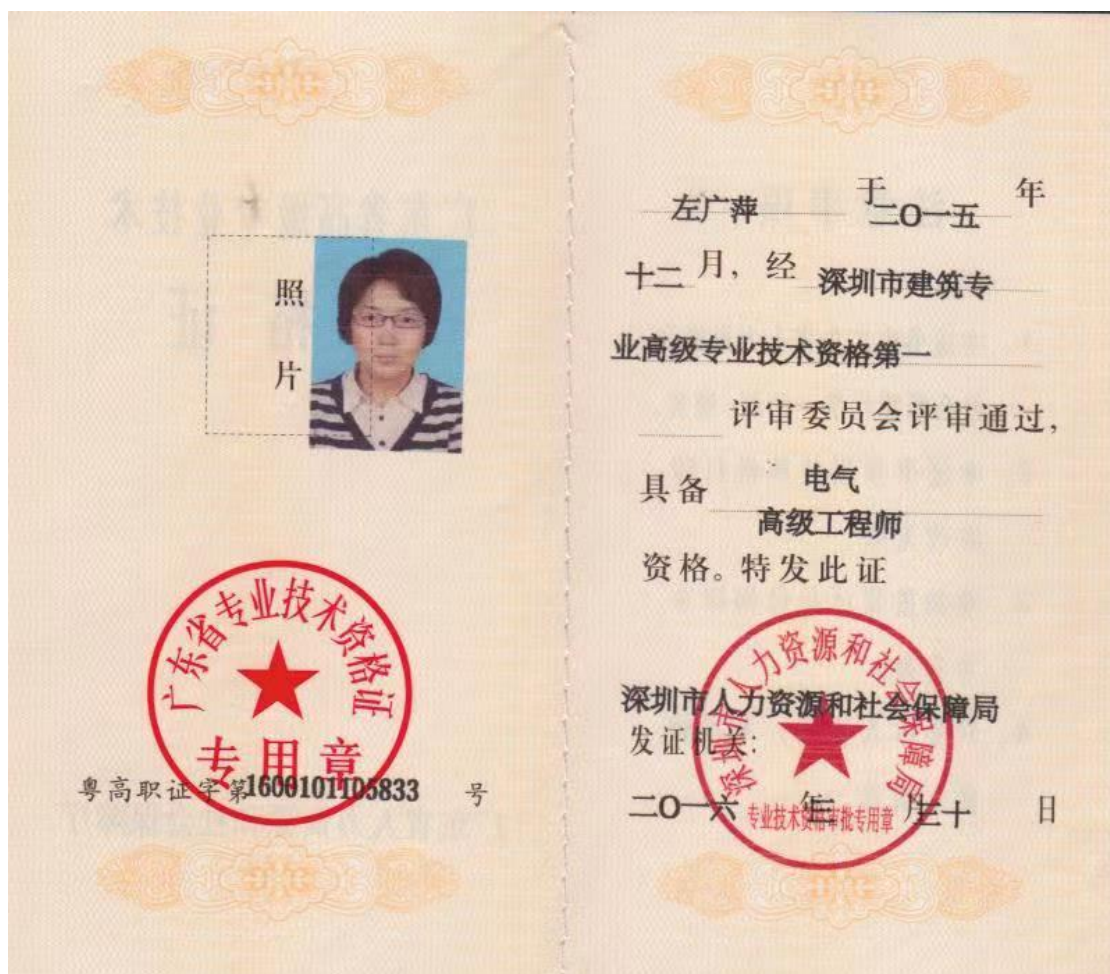 照
片
广东省专业技术资格证
专用章
粤高职证字第1600101105833 号
左广萍 于二〇一五 年
十二 月，经 深圳市建筑专
业高级专业技术资格第一
评审委员会评审通过，
具备 电气
高级工程师
资格。特发此证
深圳市人力资源和社会保障局
深圳市人力资源和社会保障局
发证机关：
二〇一六 年三 月三十 日
专业技术资格审批专用章